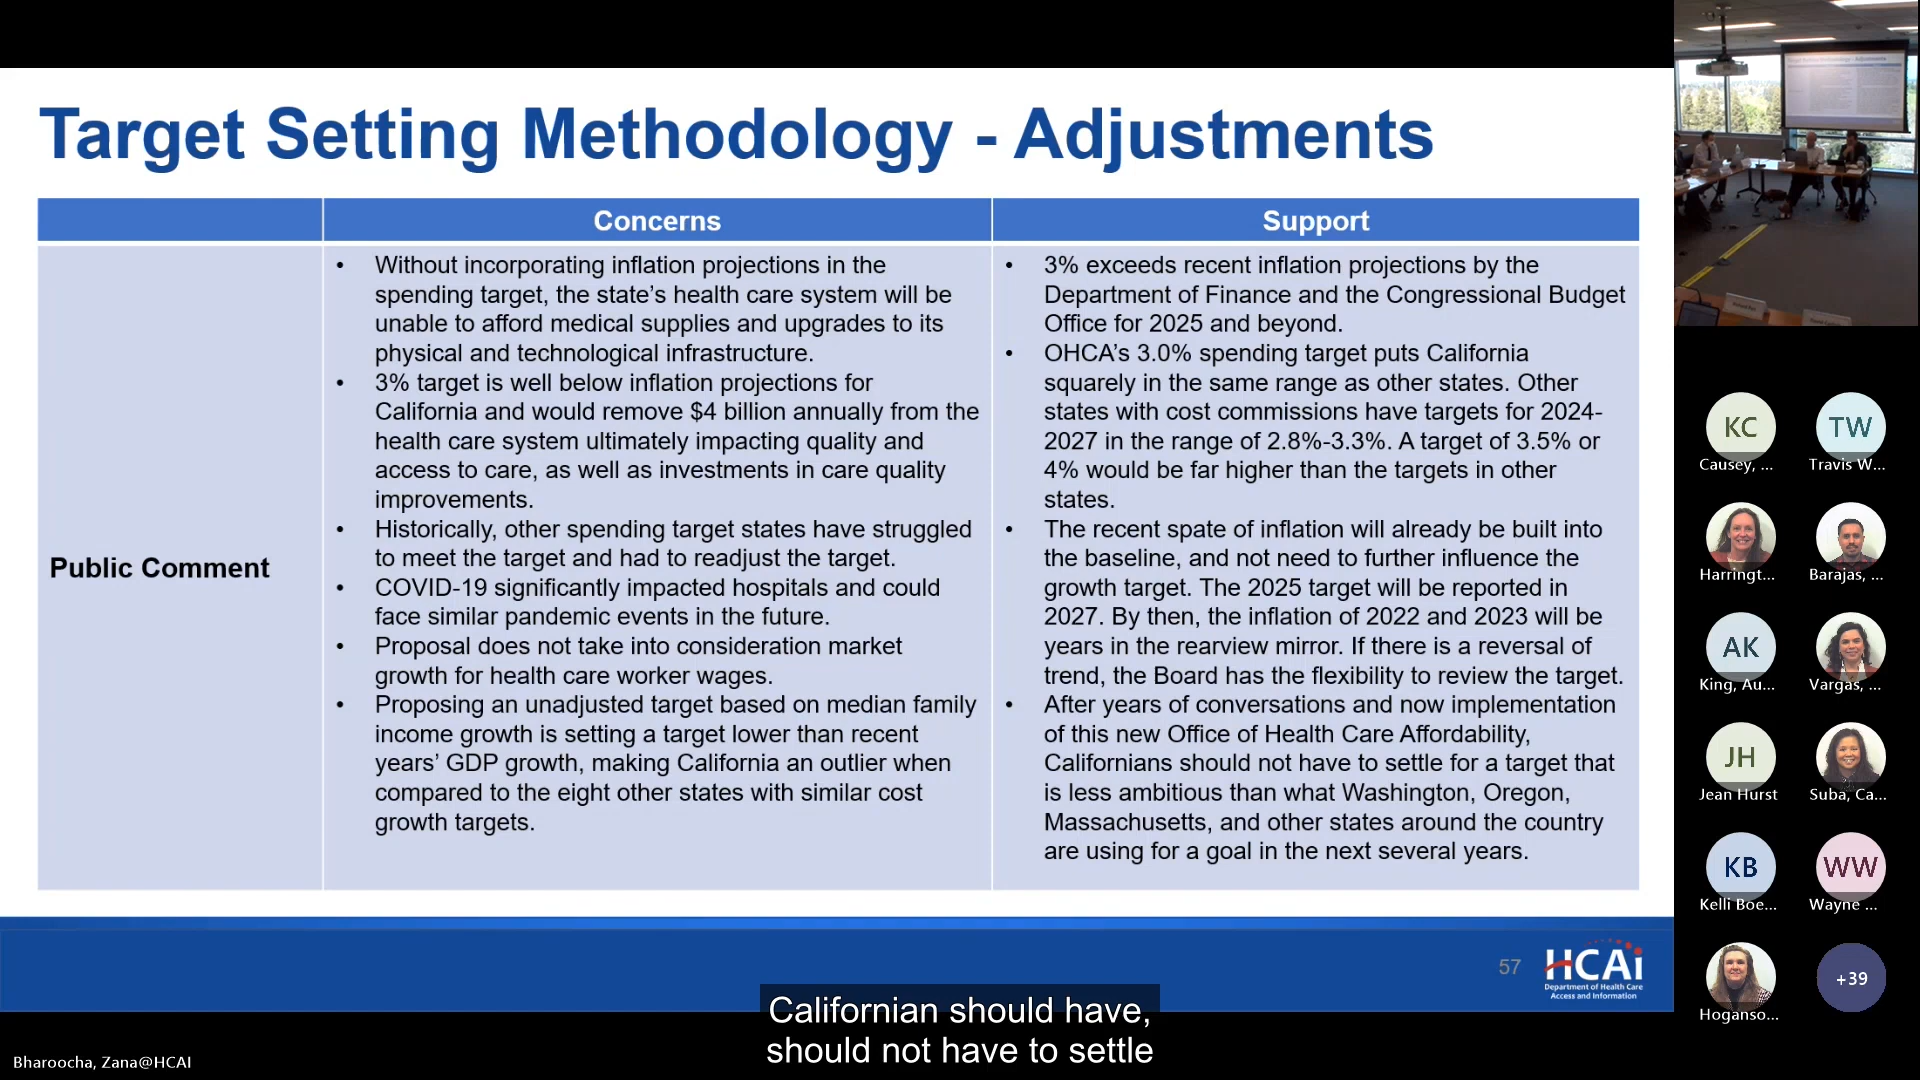 Target Setting Methodology - Adjustments
Concerns
Support
Public Comment
• Without incorporating inflation projections in the
spending target, the state's health care system will be
unable to afford medical supplies and upgrades to its
physical and technological infrastructure.
• 3% target is well below inflation projections for
California and would remove $4 billion annually from the
health care system ultimately impacting quality and
access to care, as well as investments in care quality
improvements.
• Historically, other spending target states have struggled
to meet the target and had to readjust the target.
• COVID-19 significantly impacted hospitals and could
face similar pandemic events in the future.
• Proposal does not take into consideration market
growth for health care worker wages.
• Proposing an unadjusted target based on median family
income growth is setting a target lower than recent
years' GDP growth, making California an outlier when
compared to the eight other states with similar cost
growth targets.
• 3% exceeds recent inflation projections by the
Department of Finance and the Congressional Budget
Office for 2025 and beyond.
• OHCA's 3.0% spending target puts California
squarely in the same range as other states. Other
states with cost commissions have targets for 2024-
2027 in the range of 2.8%-3.3%. A target of 3.5% or
4% would be far higher than the targets in other
states.
• The recent spate of inflation will already be built into
the baseline, and not need to further influence the
growth target. The 2025 target will be reported in
2027. By then, the inflation of 2022 and 2023 will be
years in the rearview mirror. If there is a reversal of
trend, the Board has the flexibility to review the target.
• After years of conversations and now implementation
of this new Office of Health Care Affordability,
Californians should not have to settle for a target that
is less ambitious than what Washington, Oregon,
Massachusetts, and other states around the country
are using for a goal in the next several years.
57
HCAi
Department of Health Care
Access and Information
Californian should have,
should not have to settle
Bharoocha, Zana@HCAI
KC
Causey, ...
TW
Travis W...
Harringt...
Barajas, ...
AK
King, Au...
Vargas, ...
JH
Jean Hurst
Suba, Ca...
KB
Kelli Boe...
WW
Wayne ...
Hoganso...
+39